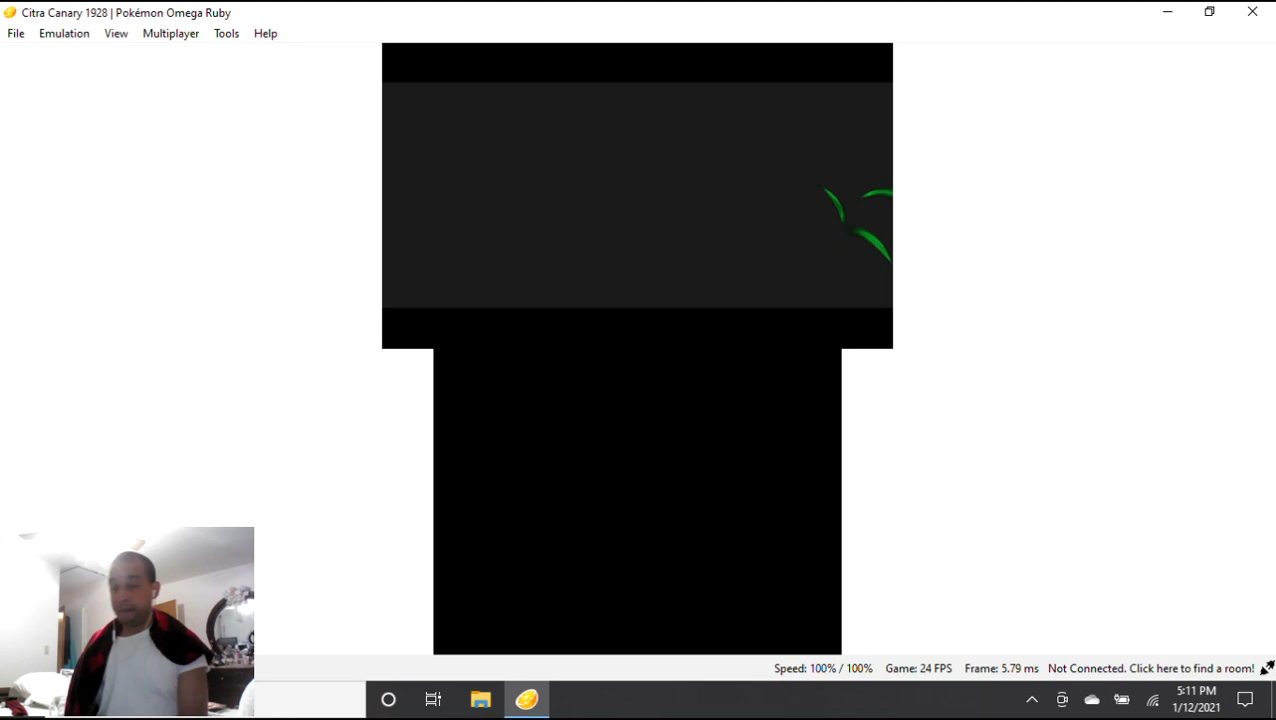 Citra Canary 1928 | Pokémon Omega Ruby
File Emulation View Multiplayer Tools Help
Speed: 100% / 100% Game: 24 FPS Frame: 5.79 ms Not Connected. Click here to find a room!
5:11 PM
1/12/2021